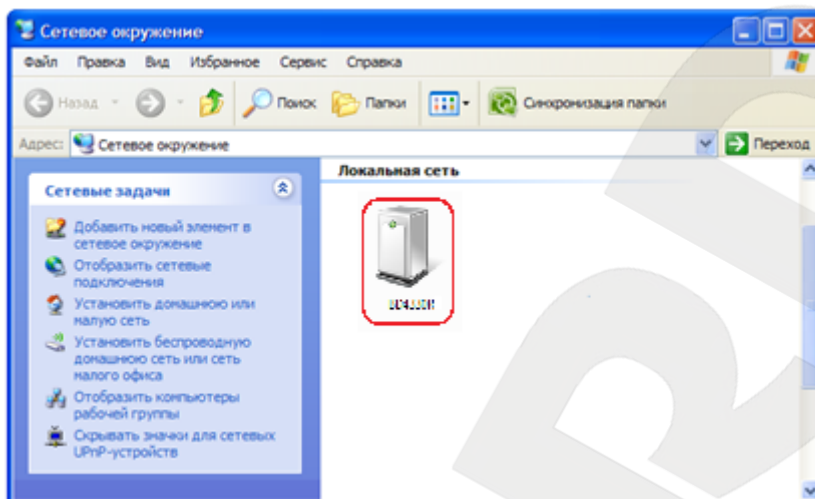 Сетевое окружение
Файл Правка Вид Избранное Сервис Справка
Назад Поиск Папки Синхронизация папки
Адрес: Сетевое окружение Переход
Локальная сеть
Сетевые задачи
Добавить новый элемент в
сетевое окружение
Отобразить сетевые
подключения
Установить домашнюю или
малую сеть
Установить беспроводную
домашнюю сеть или сеть
малого офиса
Отобразить компьютеры
рабочей группы
Скрывать значки для сетевых
UPnP-устройств